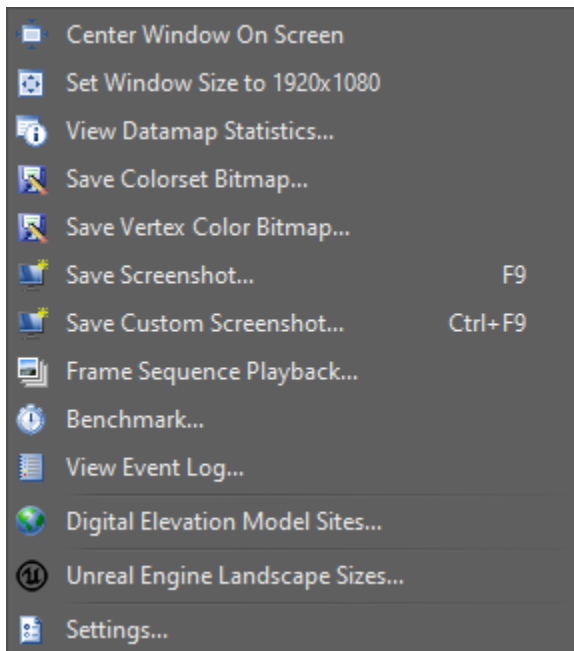 Center Window On Screen
Set Window Size to 1920x1080
View Datamap Statistics...
Save Colorset Bitmap...
Save Vertex Color Bitmap...
Save Screenshot... F9
Save Custom Screenshot... Ctrl+F9
Frame Sequence Playback...
Benchmark...
View Event Log...
Digital Elevation Model Sites...
Unreal Engine Landscape Sizes...
Settings...